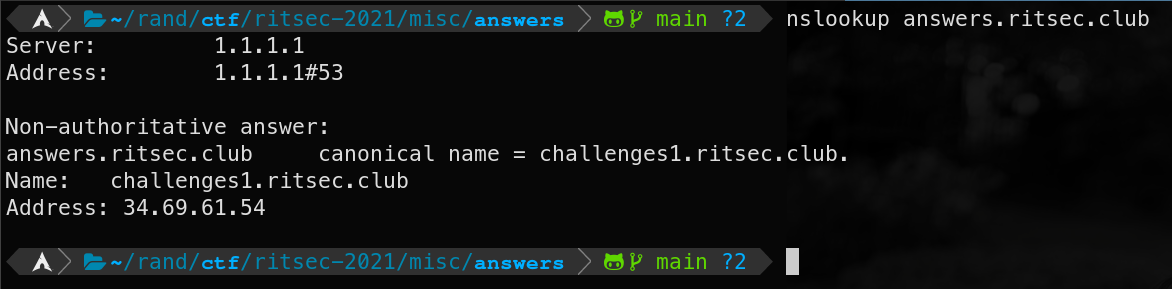 ~/rand/ctf/ritsec-2021/misc/answers main ?2 nslookup answers.ritsec.club
Server: 1.1.1.1
Address: 1.1.1.1#53
Non-authoritative answer:
answers.ritsec.club canonical name = challenges1.ritsec.club.
Name: challenges1.ritsec.club
Address: 34.69.61.54
~/rand/ctf/ritsec-2021/misc/answers main ?2